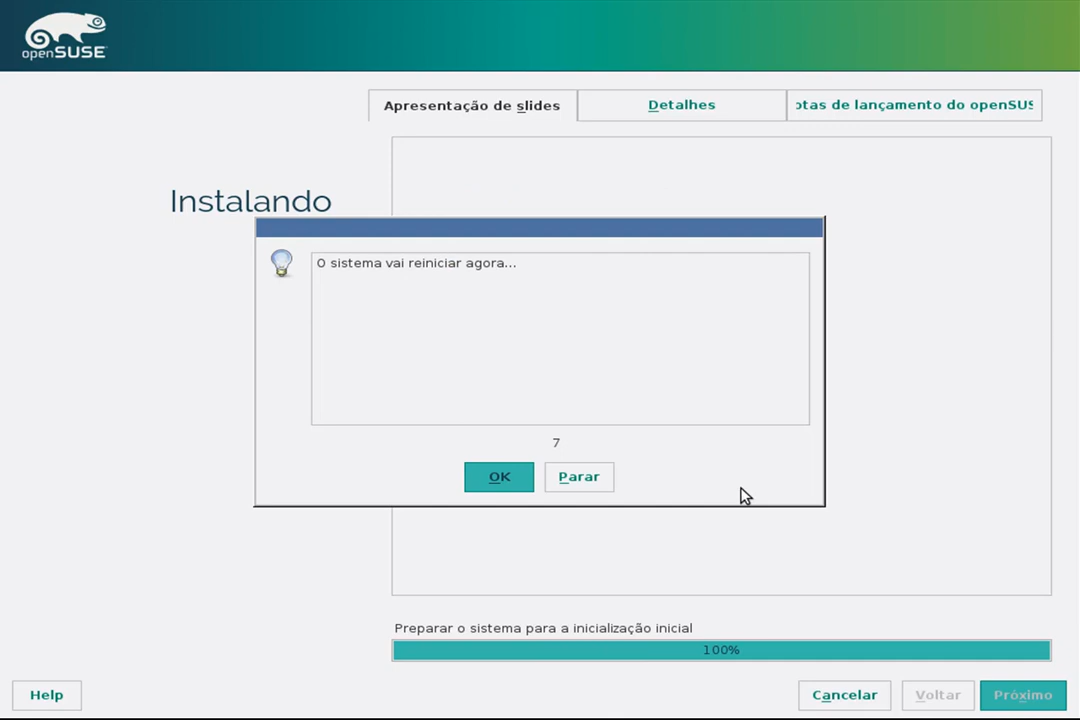 openSUSE
Apresentação de slides
Detalhes
otas de lançamento do openSUS
Instalando
O sistema vai reiniciar agora...
7
OK
Parar
Preparar o sistema para a inicialização inicial
100%
Help
Cancelar
Voltar
Próximo